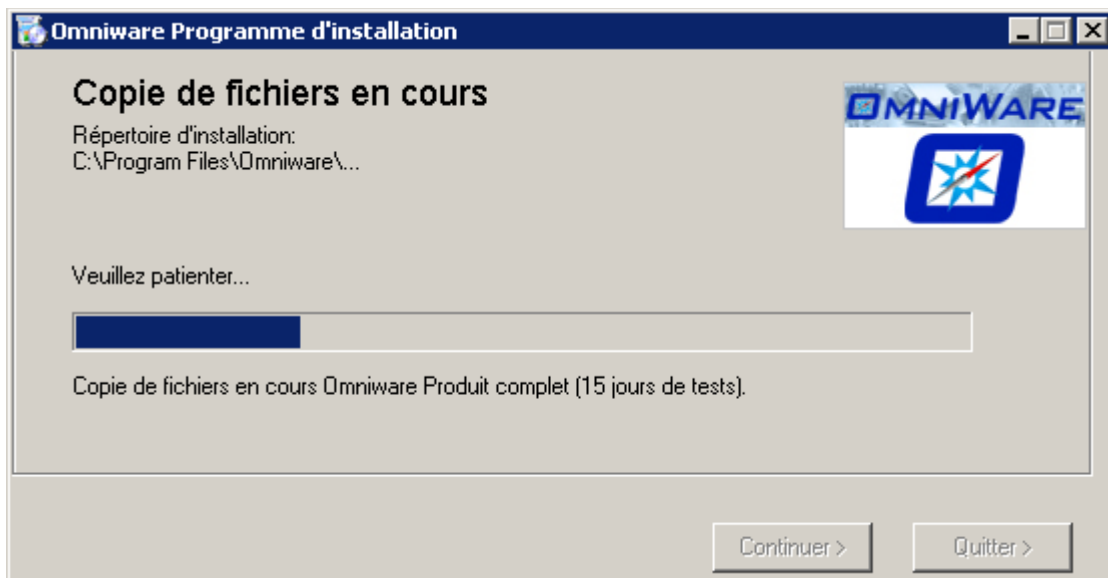 Omniware Programme d'installation
Copie de fichiers en cours
OMNIWARE
Répertoire d'installation:
C:\Program Files\Omniware\...
Veuillez patienter...
Copie de fichiers en cours Omniware Produit complet (15 jours de tests).
Continuer >
Quitter >